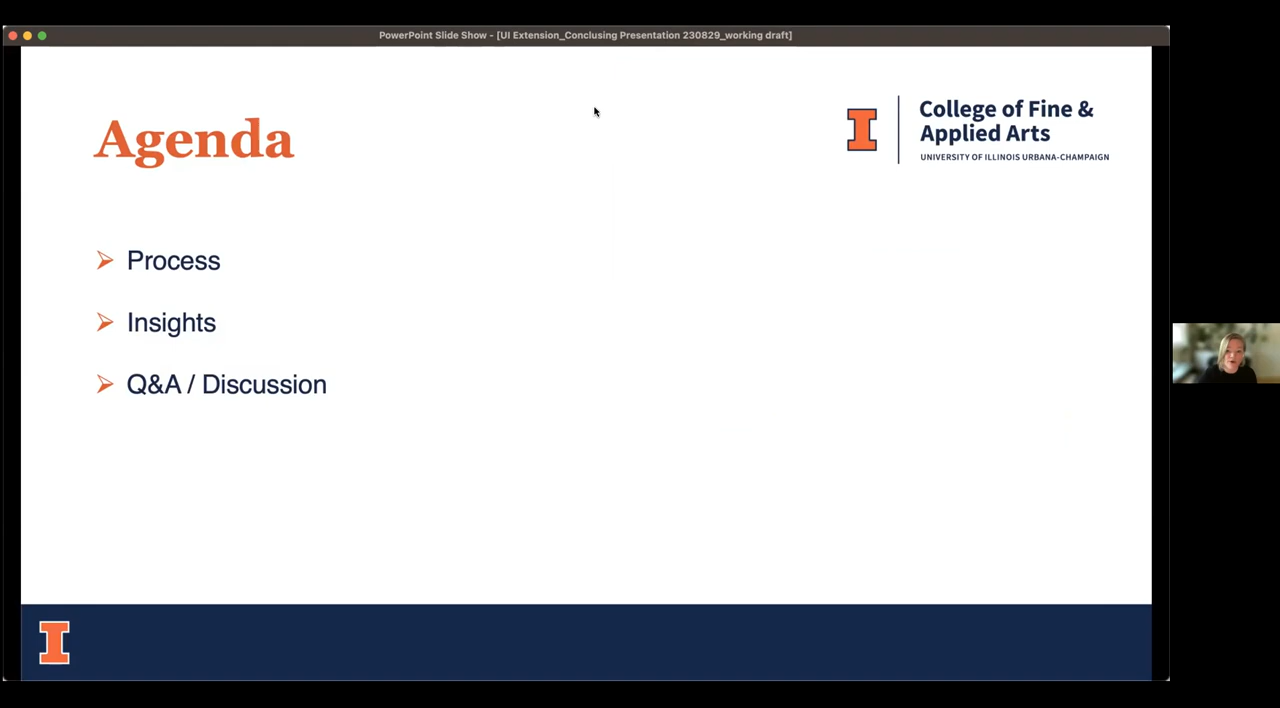 PowerPoint Slide Show - [UI Extension_Conclusing Presentation 230829_working draft]
Agenda
College of Fine &
Applied Arts
UNIVERSITY OF ILLINOIS URBANA-CHAMPAIGN
Process
Insights
Q&A / Discussion